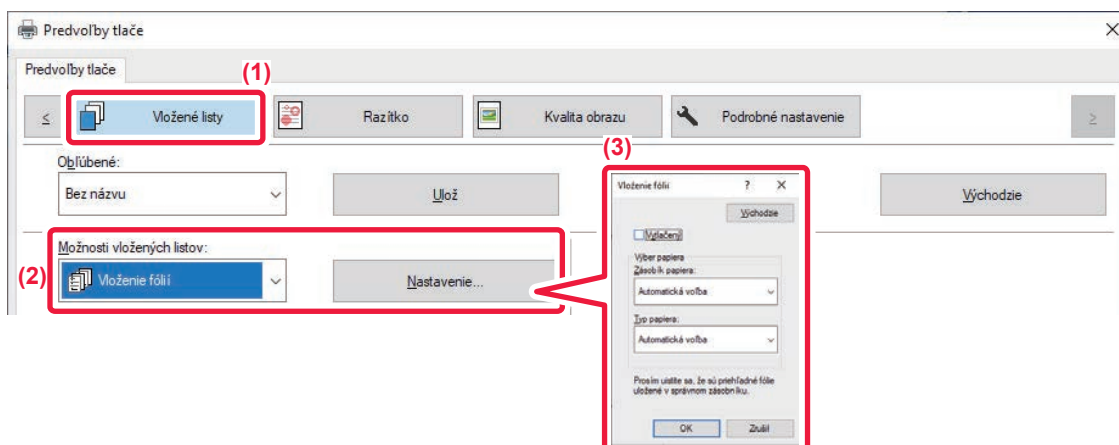 Predvoľby tlače
Predvoľby tlače
(1)
< Vložené listy Razítko Kvalita obrazu Podrobné nastavenie >
(3)
Obľúbené:
Bez názvu Ulož Východzie
Možnosti vložených listov:
(2) Vloženie fólií Nastavenie...
Vloženie fólií ? X
Východzie
Vytlačený
Výber papiera
Zásobík papiera:
Automatická voľba
Typ papiera:
Automatická voľba
Prosím uistite sa, že sú priehľadné fólie
uložené v správnom zásobníku.
OK Zrušiť